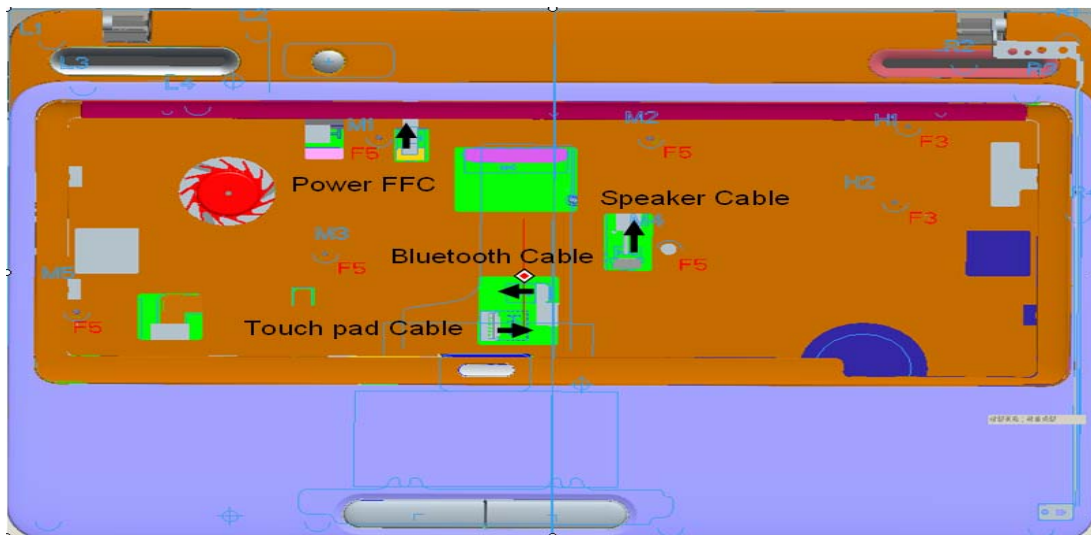 L1
L3
M1
F5
M2
F5
H1
F3
Power FFC
H2
F3
Speaker Cable
M3
F5
Bluetooth Cable
F5
M5
F5
Touch pad Cable